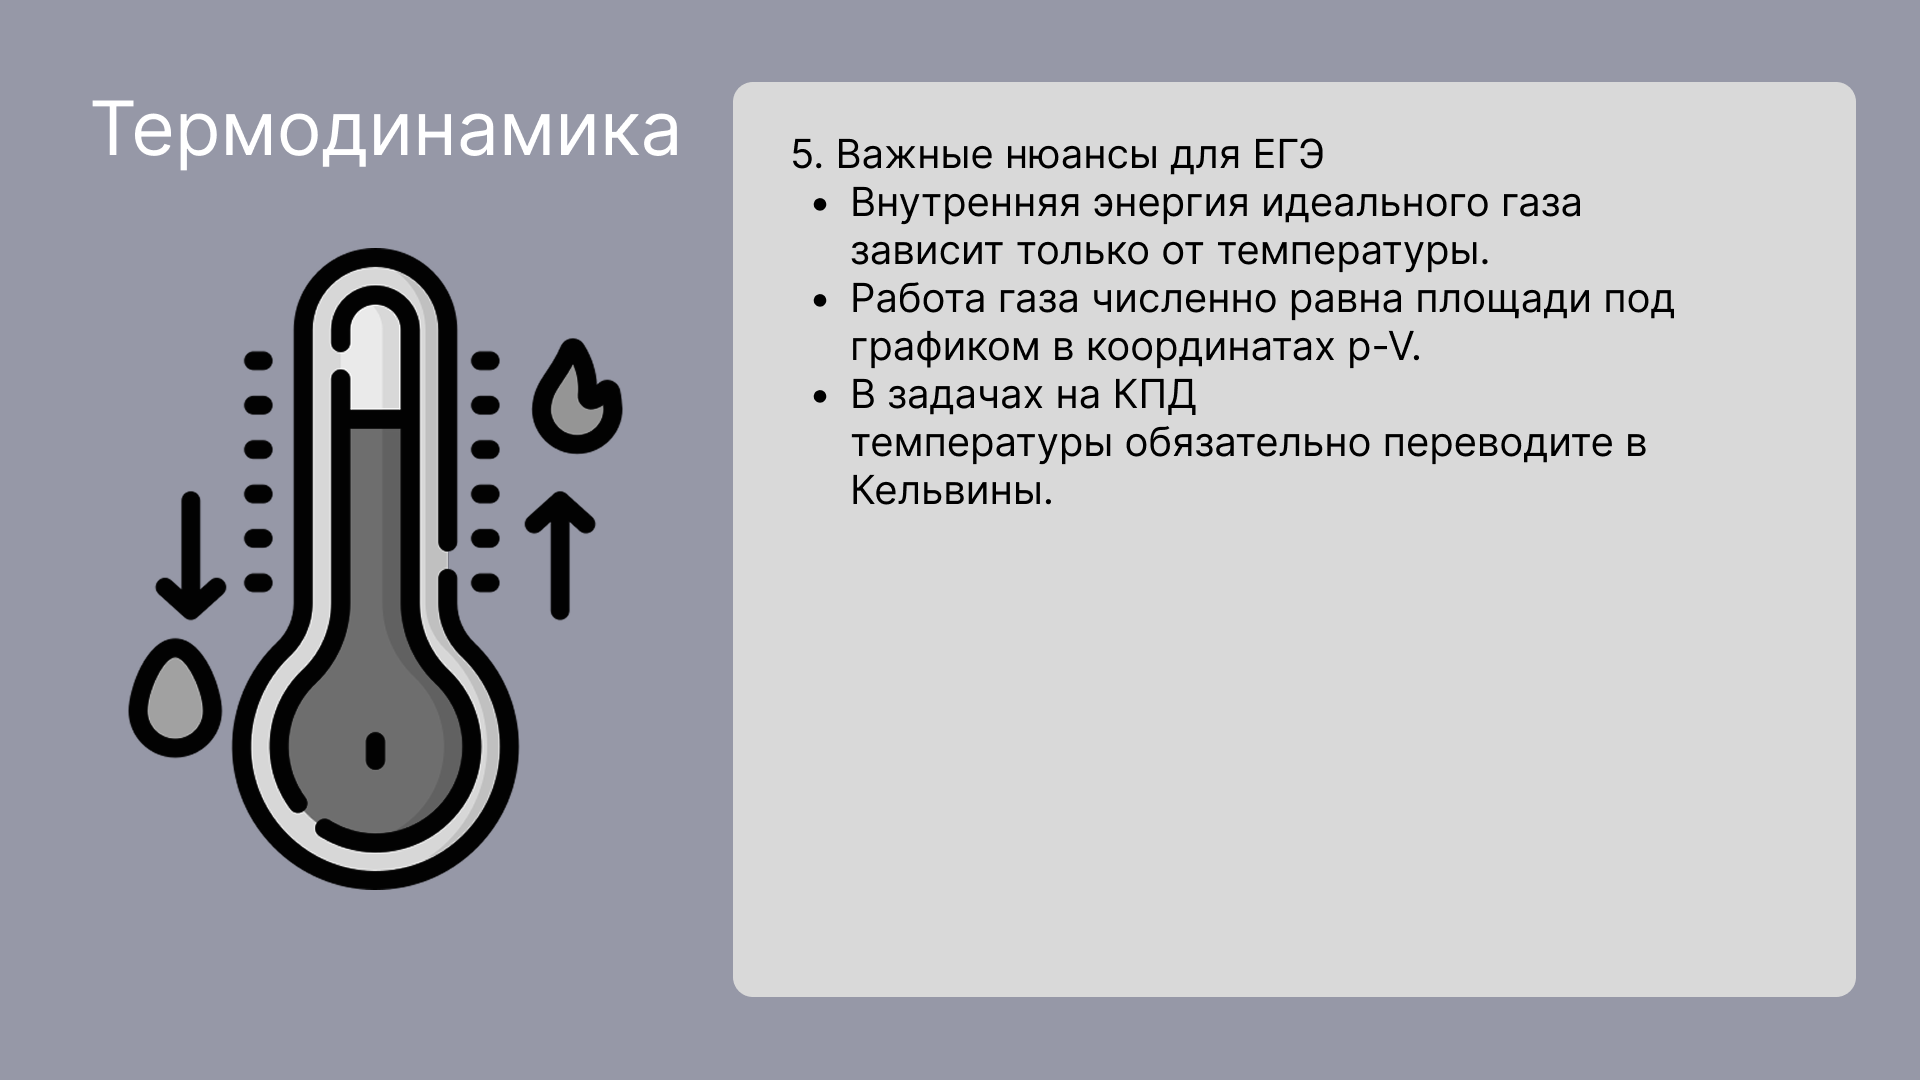 Термодинамика
5. Важные нюансы для ЕГЭ
• Внутренняя энергия идеального газа
зависит только от температуры.
• Работа газа численно равна площади под
графиком в координатах p-V.
• В задачах на КПД
температуры обязательно переводите в
Кельвины.